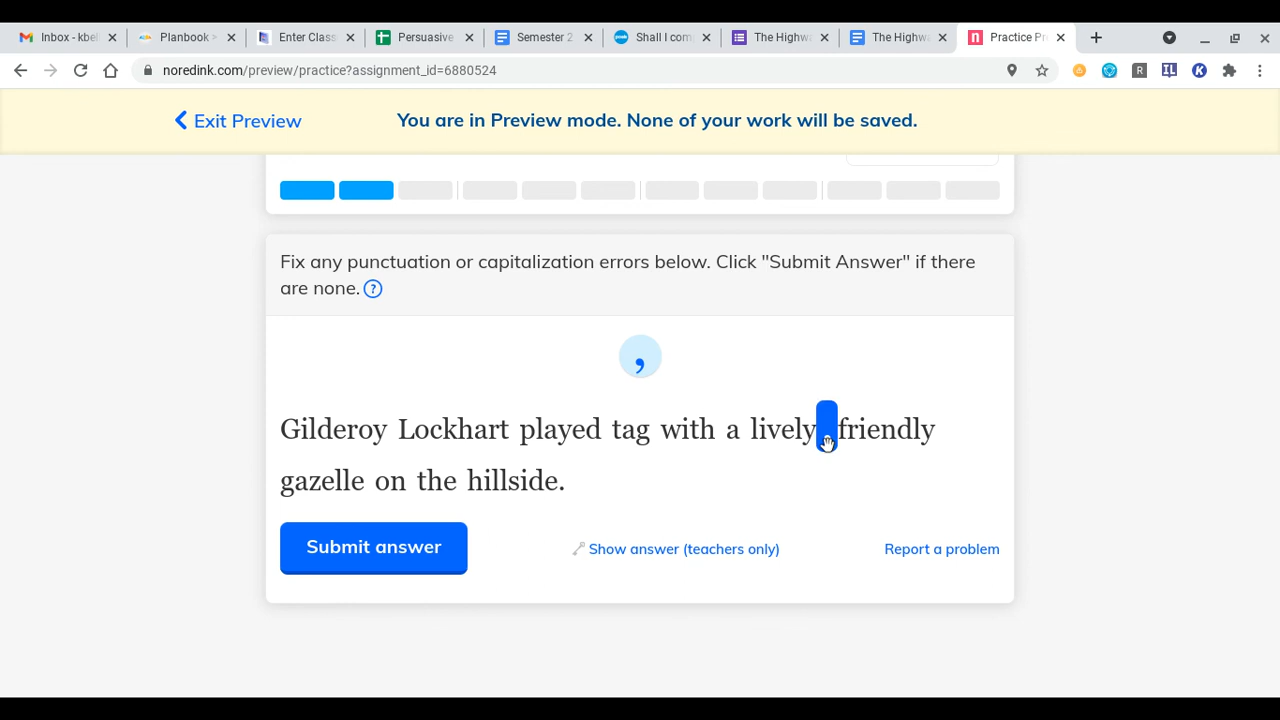 Inbox - kbel
Planbook >
Enter Class
Persuasive
Semester 2
Shall I com
The Highw
The Highw
Practice Pr
noredink.com/preview/practice?assignment_id=6880524
R
IL
K
Exit Preview
You are in Preview mode. None of your work will be saved.
Fix any punctuation or capitalization errors below. Click "Submit Answer" if there
are none. ?
,
Gilderoy Lockhart played tag with a lively friendly
gazelle on the hillside.
Submit answer
Show answer (teachers only)
Report a problem